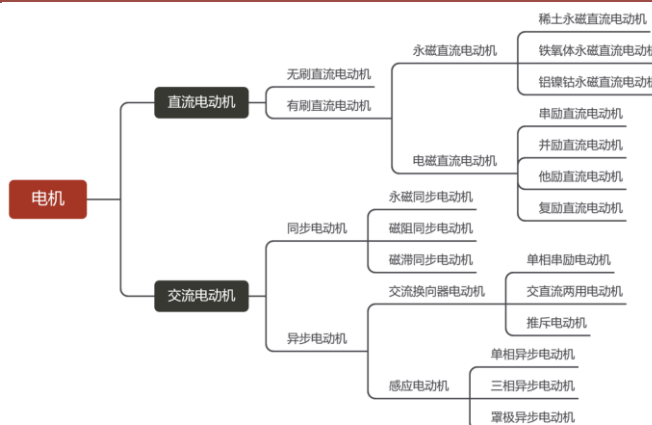 电机
直流电动机
无刷直流电动机
有刷直流电动机
永磁直流电动机
稀土永磁直流电动机
铁氧体永磁直流电动
铝镍钴永磁直流电动
电磁直流电动机
串励直流电动机
并励直流电动机
他励直流电动机
复励直流电动机
交流电动机
同步电动机
永磁同步电动机
磁阻同步电动机
磁滞同步电动机
异步电动机
交流换向器电动机
单相串励电动机
交直流两用电动机
推斥电动机
感应电动机
单相异步电动机
三相异步电动机
罩极异步电动机